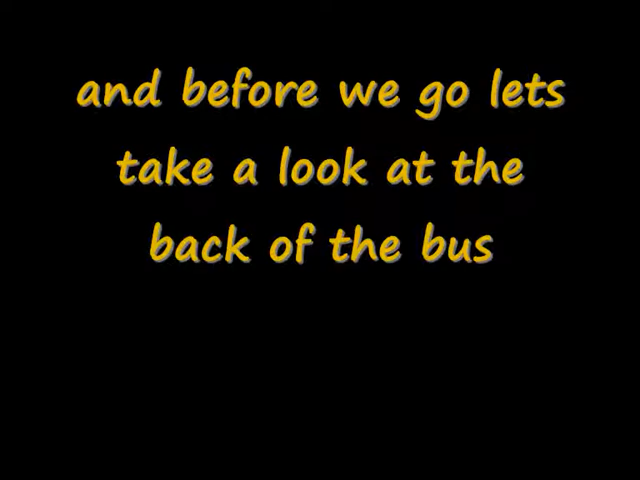 and before we go lets
take a look at the
back of the bus